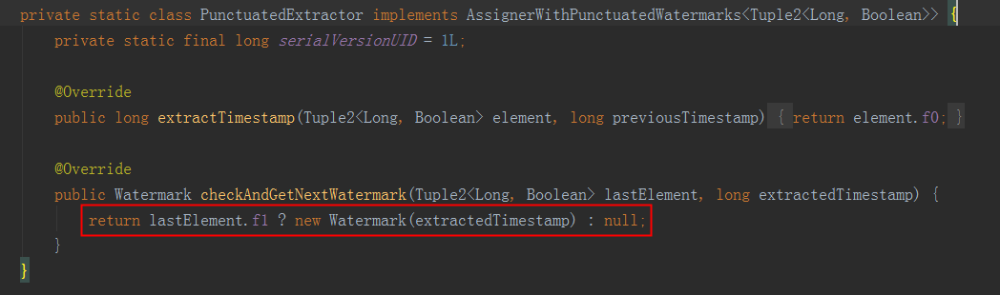 private static class PunctuatedExtractor implements AssignerWithPunctuatedWatermarks<Tuple2<Long, Boolean>> {
    private static final long serialVersionUID = 1L;

    @Override
    public long extractTimestamp(Tuple2<Long, Boolean> element, long previousTimestamp) { return element.f0; }

    @Override
    public Watermark checkAndGetNextWatermark(Tuple2<Long, Boolean> lastElement, long extractedTimestamp) {
        return lastElement.f1 ? new Watermark(extractedTimestamp) : null;
    }
}